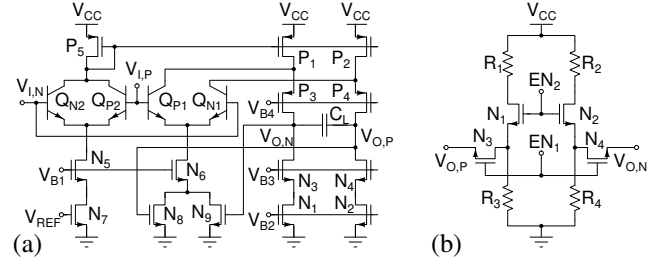 V_CC V_CC V_CC
P_5 P_1 P_2
V_I,N V_I,P
Q_N2 Q_P2 Q_P1 Q_N1
P_3 P_4
V_B4 C_L
V_O,N V_O,P
N_5 N_6
V_B1 V_B3 N_3 N_4
V_REF N_7 N_8 N_9 V_B2 N_1 N_2
(a)
V_CC
R_1 R_2
EN_2
N_1 N_2
N_3 EN_1 N_4
V_O,P V_O,N
R_3 R_4
(b)